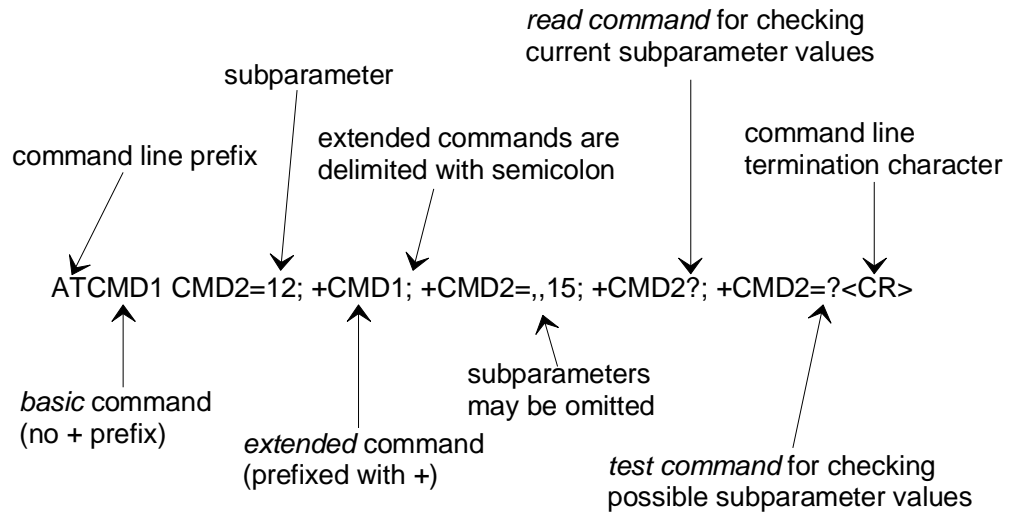 read command for checking
current subparameter values
subparameter
command line prefix
extended commands are
delimited with semicolon
command line
termination character
ATCMD1 CMD2=12; +CMD1; +CMD2=,,15; +CMD2?; +CMD2=?<CR>
basic command
(no + prefix)
extended command
(prefixed with +)
subparameters
may be omitted
test command for checking
possible subparameter values